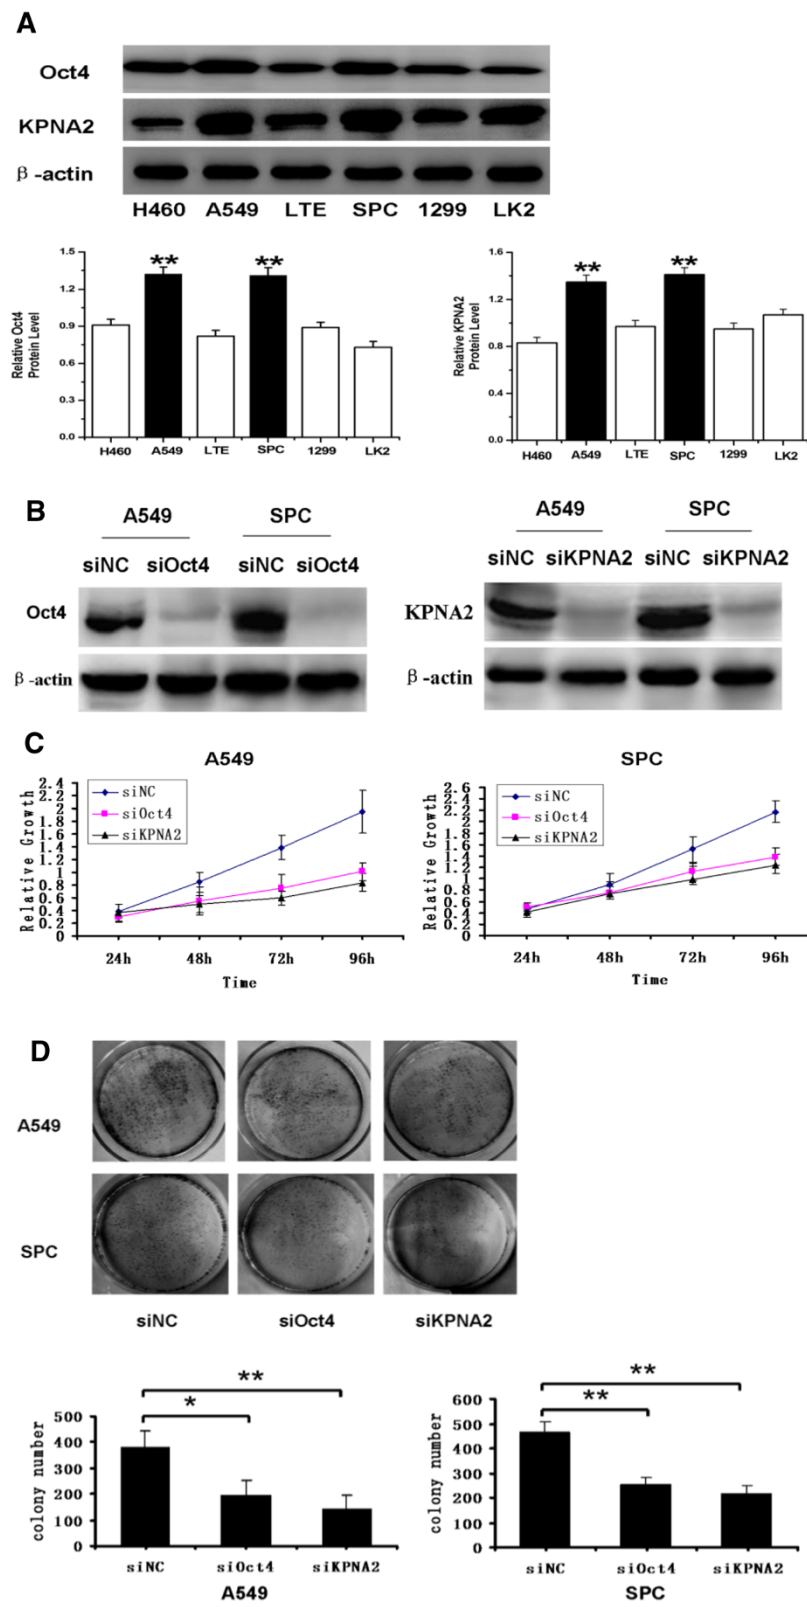 A
Oct4
KPNA2
β-actin
H460 A549 LTE SPC 1299 LK2
Relative Oct4
Protein Level
1.5
1.2
0.9
0.6
0.3
0.0
** **
H460 A549 LTE SPC 1299 LK2
Relative KPNA2
Protein Level
1.6
1.2
0.8
0.4
0.0
** **
H460 A549 LTE SPC 1299 LK2
B
A549 SPC
siNC siOct4 siNC siOct4
Oct4
β-actin
A549 SPC
siNC siKPNA2 siNC siKPNA2
KPNA2
β-actin
C
A549
Relative Growth
2.4
2.2
2
1.8
1.6
1.4
1.2
1
0.8
0.6
0.4
0.2
0
siNC
siOct4
siKPNA2
24h 48h 72h 96h
Time
SPC
Relative Growth
2.6
2.4
2.2
2
1.8
1.6
1.4
1.2
1
0.8
0.6
0.4
0.2
0
siNC
siOct4
siKPNA2
24h 48h 72h 96h
Time
D
A549
SPC
siNC siOct4 siKPNA2
colony number
500
400
300
200
100
0
**
*
siNC siOct4 siKPNA2
A549
colony number
600
500
400
300
200
100
0
**
**
siNC siOct4 siKPNA2
SPC